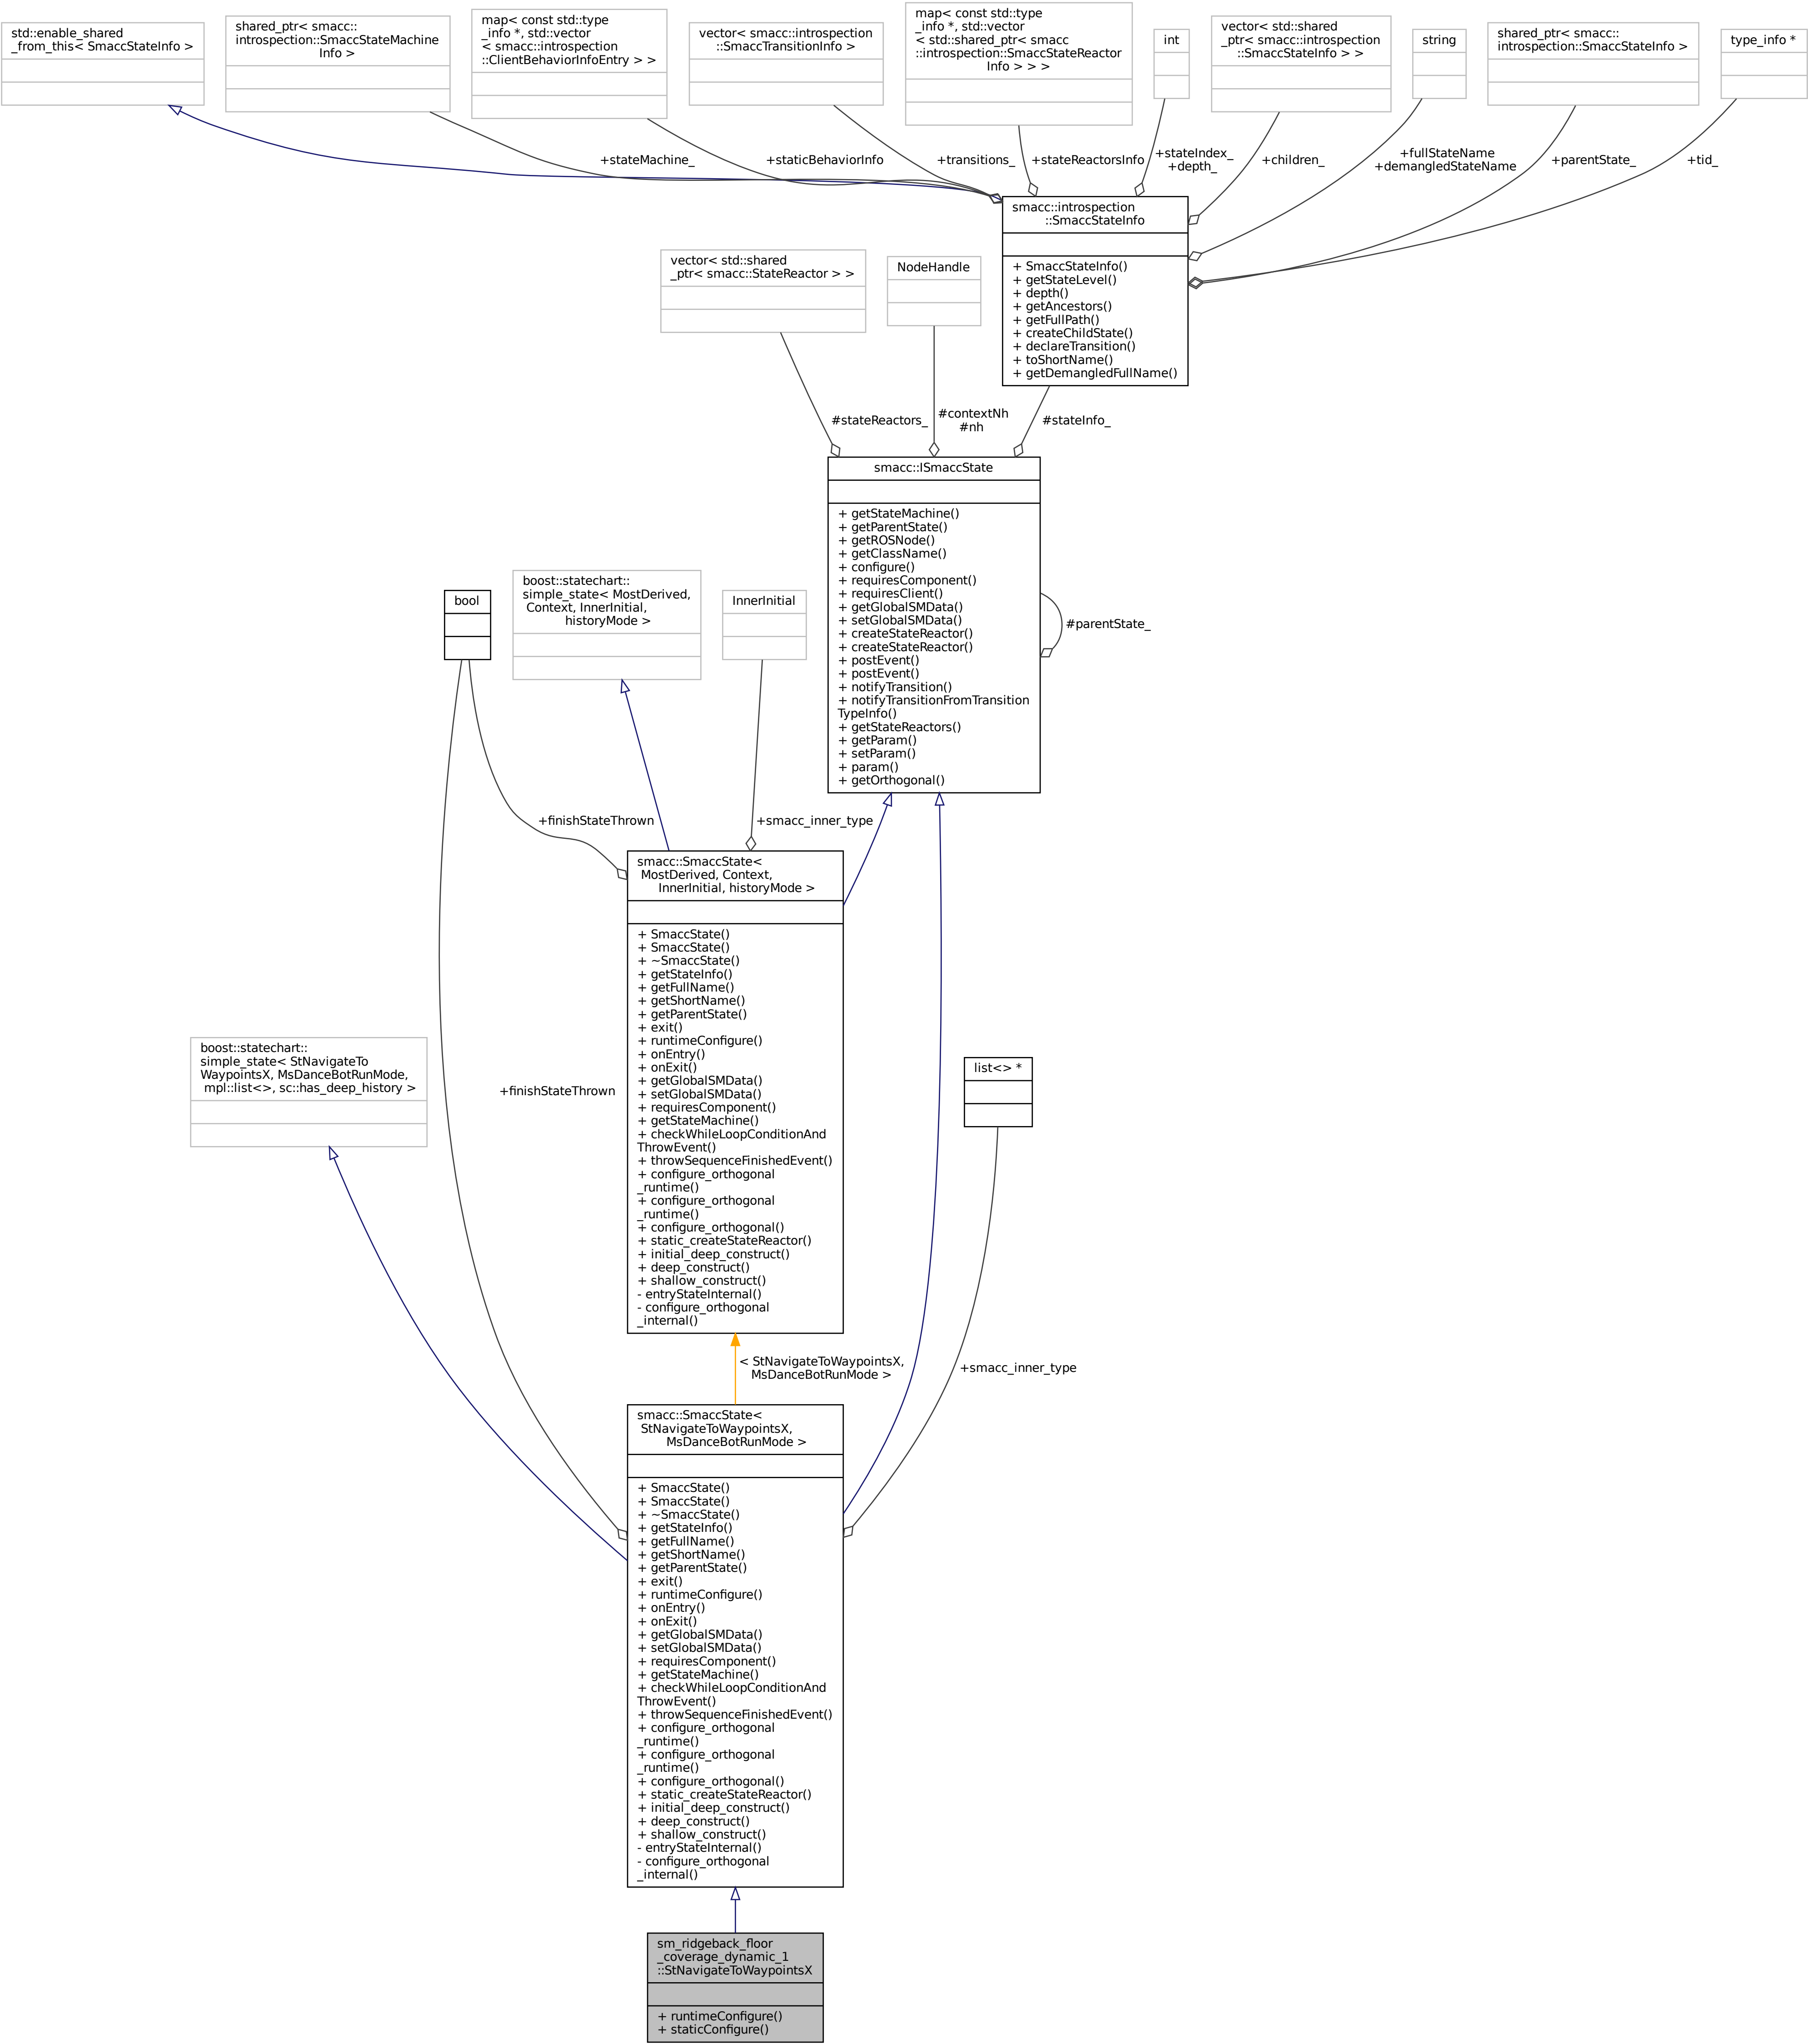 std::enable_shared
_from_this< SmaccStateInfo >
shared_ptr< smacc::
introspection::SmaccStateMachine
Info >
map< const std::type
_info *, std::vector
< smacc::introspection
::ClientBehaviorInfoEntry > >
vector< smacc::introspection
::SmaccTransitionInfo >
map< const std::type
_info *, std::vector
< std::shared_ptr< smacc
::introspection::SmaccStateReactor
Info > > >
int
vector< std::shared
_ptr< smacc::introspection
::SmaccStateInfo > >
string
shared_ptr< smacc::
introspection::SmaccStateInfo >
type_info *
+stateMachine_
+staticBehaviorInfo
+transitions_
+stateReactorsInfo
+stateIndex_
+depth_
+children_
+fullStateName
+demangledStateName
+parentState_
+tid_
smacc::introspection
::SmaccStateInfo
+ SmaccStateInfo()
+ getStateLevel()
+ depth()
+ getAncestors()
+ getFullPath()
+ createChildState()
+ declareTransition()
+ toShortName()
+ getDemangledFullName()
vector< std::shared
_ptr< smacc::StateReactor > >
NodeHandle
#stateReactors_
#contextNh
#nh
#stateInfo_
smacc::ISmaccState
+ getStateMachine()
+ getParentState()
+ getROSNode()
+ getClassName()
+ configure()
+ requiresComponent()
+ requiresClient()
+ getGlobalSMData()
+ setGlobalSMData()
+ createStateReactor()
+ createStateReactor()
+ postEvent()
+ postEvent()
+ notifyTransition()
+ notifyTransitionFromTransition
TypeInfo()
+ getStateReactors()
+ getParam()
+ setParam()
+ param()
+ getOrthogonal()
#parentState_
bool
boost::statechart::
simple_state< MostDerived,
Context, InnerInitial,
historyMode >
InnerInitial
+finishStateThrown
+smacc_inner_type
smacc::SmaccState<
MostDerived, Context,
InnerInitial, historyMode >
+ SmaccState()
+ SmaccState()
+ ~SmaccState()
+ getStateInfo()
+ getFullName()
+ getShortName()
+ getParentState()
+ exit()
+ runtimeConfigure()
+ onEntry()
+ onExit()
+ getGlobalSMData()
+ setGlobalSMData()
+ requiresComponent()
+ getStateMachine()
+ checkWhileLoopConditionAnd
ThrowEvent()
+ throwSequenceFinishedEvent()
+ configure_orthogonal
_runtime()
+ configure_orthogonal
_runtime()
+ configure_orthogonal()
+ static_createStateReactor()
+ initial_deep_construct()
+ deep_construct()
+ shallow_construct()
- entryStateInternal()
- configure_orthogonal
_internal()
boost::statechart::
simple_state< StNavigateTo
WaypointsX, MsDanceBotRunMode,
mpl::list<>, sc::has_deep_history >
+finishStateThrown
list<> *
< StNavigateToWaypointsX,
MsDanceBotRunMode >
+smacc_inner_type
smacc::SmaccState<
StNavigateToWaypointsX,
MsDanceBotRunMode >
+ SmaccState()
+ SmaccState()
+ ~SmaccState()
+ getStateInfo()
+ getFullName()
+ getShortName()
+ getParentState()
+ exit()
+ runtimeConfigure()
+ onEntry()
+ onExit()
+ getGlobalSMData()
+ setGlobalSMData()
+ requiresComponent()
+ getStateMachine()
+ checkWhileLoopConditionAnd
ThrowEvent()
+ throwSequenceFinishedEvent()
+ configure_orthogonal
_runtime()
+ configure_orthogonal
_runtime()
+ configure_orthogonal()
+ static_createStateReactor()
+ initial_deep_construct()
+ deep_construct()
+ shallow_construct()
- entryStateInternal()
- configure_orthogonal
_internal()
sm_ridgeback_floor
_coverage_dynamic_1
::StNavigateToWaypointsX
+ runtimeConfigure()
+ staticConfigure()